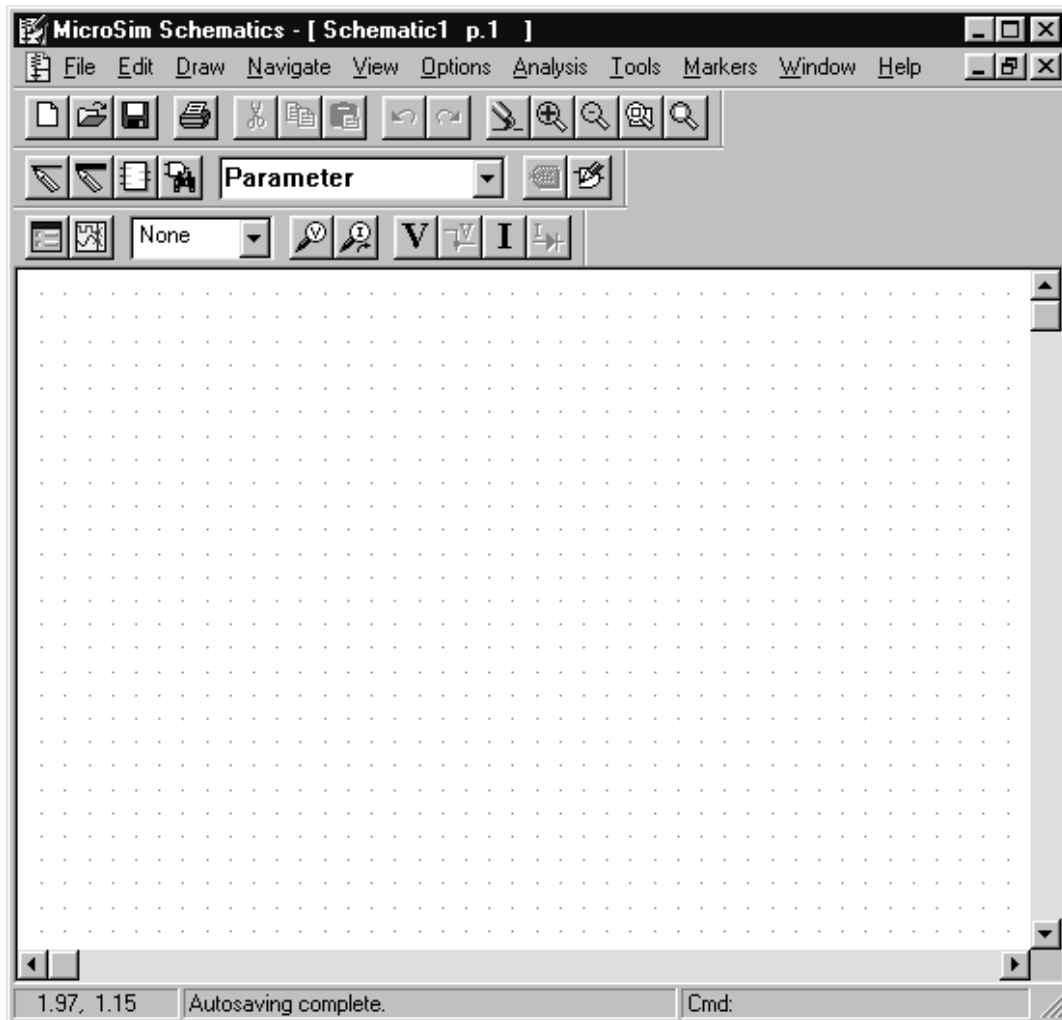 MicroSim Schematics - [ Schematic1 p.1 ]
File Edit Draw Navigate View Options Analysis Tools Markers Window Help
Parameter
None V I V V I I
1.97, 1.15 Autosaving complete. Cmd: